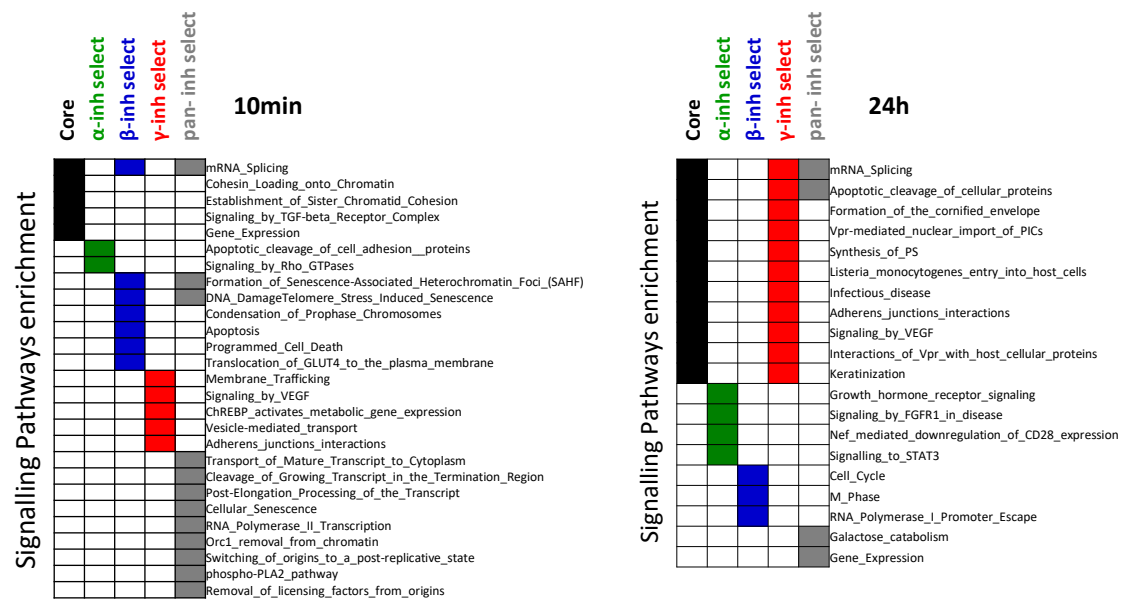 Core
α-inh select
β-inh select
γ-inh select
pan- inh select
10min
Signalling Pathways enrichment
mRNA_Splicing
Cohesin_Loading_onto_Chromatin
Establishment_of_Sister_Chromatid_Cohesion
Signaling_by_TGF-beta_Receptor_Complex
Gene_Expression
Apoptotic_cleavage_of_cell_adhesion__proteins
Signaling_by_Rho_GTPases
Formation_of_Senescence-Associated_Heterochromatin_Foci_(SAHF)
DNA_DamageTelomere_Stress_Induced_Senescence
Condensation_of_Prophase_Chromosomes
Apoptosis
Programmed_Cell_Death
Translocation_of_GLUT4_to_the_plasma_membrane
Membrane_Trafficking
Signaling_by_VEGF
ChREBP_activates_metabolic_gene_expression
Vesicle-mediated_transport
Adherens_junctions_interactions
Transport_of_Mature_Transcript_to_Cytoplasm
Cleavage_of_Growing_Transcript_in_the_Termination_Region
Post-Elongation_Processing_of_the_Transcript
Cellular_Senescence
RNA_Polymerase_II_Transcription
Orc1_removal_from_chromatin
Switching_of_origins_to_a_post-replicative_state
phospho-PLA2_pathway
Removal_of_licensing_factors_from_origins
Core
α-inh select
β-inh select
γ-inh select
pan- inh select
24h
Signalling Pathways enrichment
mRNA_Splicing
Apoptotic_cleavage_of_cellular_proteins
Formation_of_the_cornified_envelope
Vpr-mediated_nuclear_import_of_PICs
Synthesis_of_PS
Listeria_monocytogenes_entry_into_host_cells
Infectious_disease
Adherens_junctions_interactions
Signaling_by_VEGF
Interactions_of_Vpr_with_host_cellular_proteins
Keratinization
Growth_hormone_receptor_signaling
Signaling_by_FGFR1_in_disease
Nef_mediated_downregulation_of_CD28_expression
Signalling_to_STAT3
Cell_Cycle
M_Phase
RNA_Polymerase_I_Promoter_Escape
Galactose_catabolism
Gene_Expression